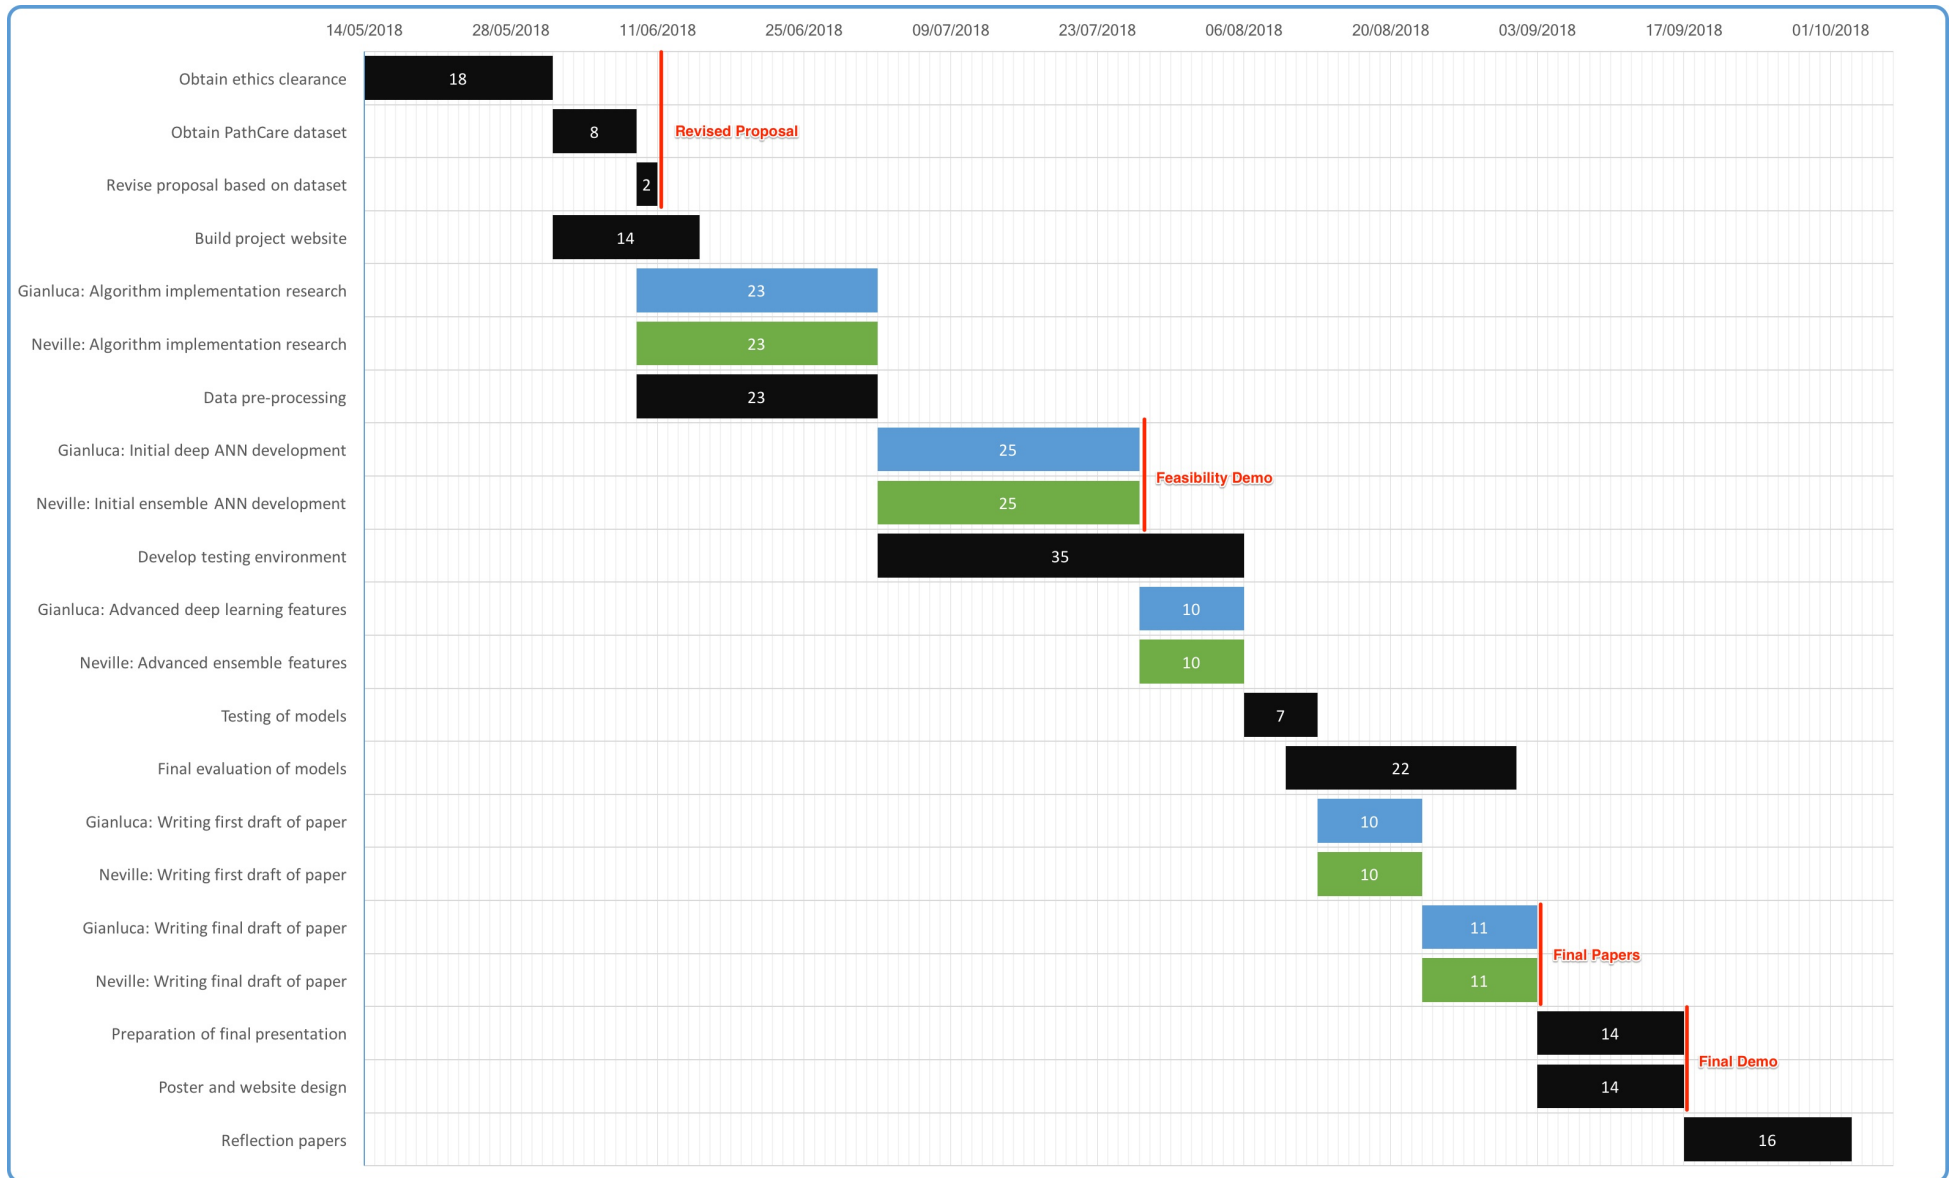 14/05/2018 28/05/2018 11/06/2018 25/06/2018 09/07/2018 23/07/2018 06/08/2018 20/08/2018 03/09/2018 17/09/2018 01/10/2018
Obtain ethics clearance 18
Obtain PathCare dataset 8 Revised Proposal
Revise proposal based on dataset 2
Build project website 14
Gianluca: Algorithm implementation research 23
Neville: Algorithm implementation research 23
Data pre-processing 23
Gianluca: Initial deep ANN development 25
Feasibility Demo
Neville: Initial ensemble ANN development 25
Develop testing environment 35
Gianluca: Advanced deep learning features 10
Neville: Advanced ensemble features 10
Testing of models 7
Final evaluation of models 22
Gianluca: Writing first draft of paper 10
Neville: Writing first draft of paper 10
Gianluca: Writing final draft of paper 11
Final Papers
Neville: Writing final draft of paper 11
Preparation of final presentation 14
Final Demo
Poster and website design 14
Reflection papers 16